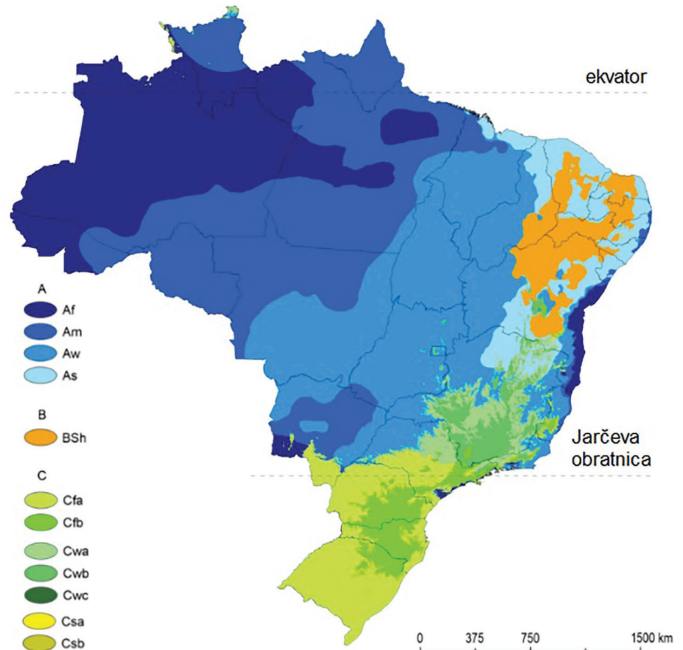 ekvator
A
Af
Am
Aw
As
B
BSh
Jarčeva
obratnica
C
Cfa
Cfb
Cwa
Cwb
Cwc
Csa
Csb
0 375 750 1500 km